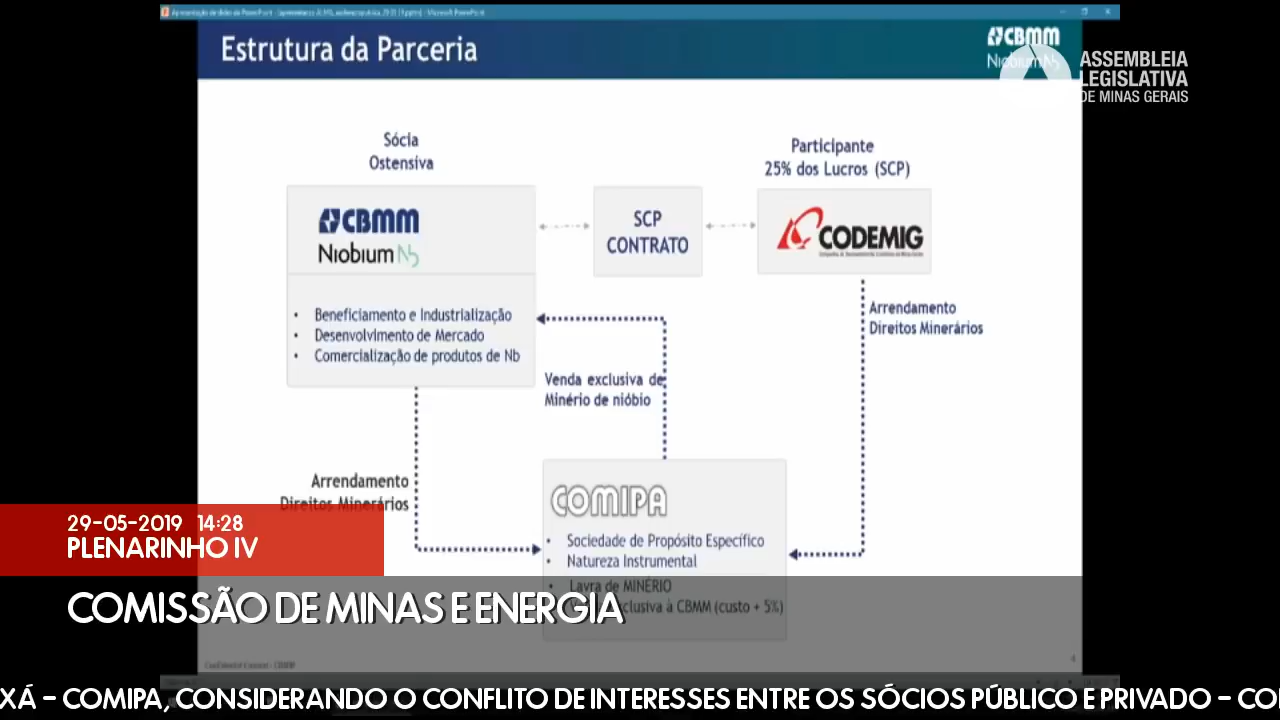 Estrutura da Parceria
CBMM
Niobium
ASSEMBLEIA
LEGISLATIVA
DE MINAS GERAIS
Sócia
Ostensiva
Participante
25% dos Lucros (SCP)
CBMM
Niobium Nb
SCP
CONTRATO
CODEMIG
• Beneficiamento e Industrialização
• Desenvolvimento de Mercado
• Comercialização de produtos de Nb
Arrendamento
Direitos Minerários
Venda exclusiva de
Minério de nióbio
Arrendamento
Direitos Minerários
COMIPA
• Sociedade de Propósito Específico
• Natureza Instrumental
• Lavra de MINÉRIO
à CBMM (custo + 5%)
29-05-2019 14:28
PLENARINHO IV
COMISSÃO DE MINAS E ENERGIA
4
XÁ – COMIPA, CONSIDERANDO O CONFLITO DE INTERESSES ENTRE OS SÓCIOS PÚBLICO E PRIVADO – CO